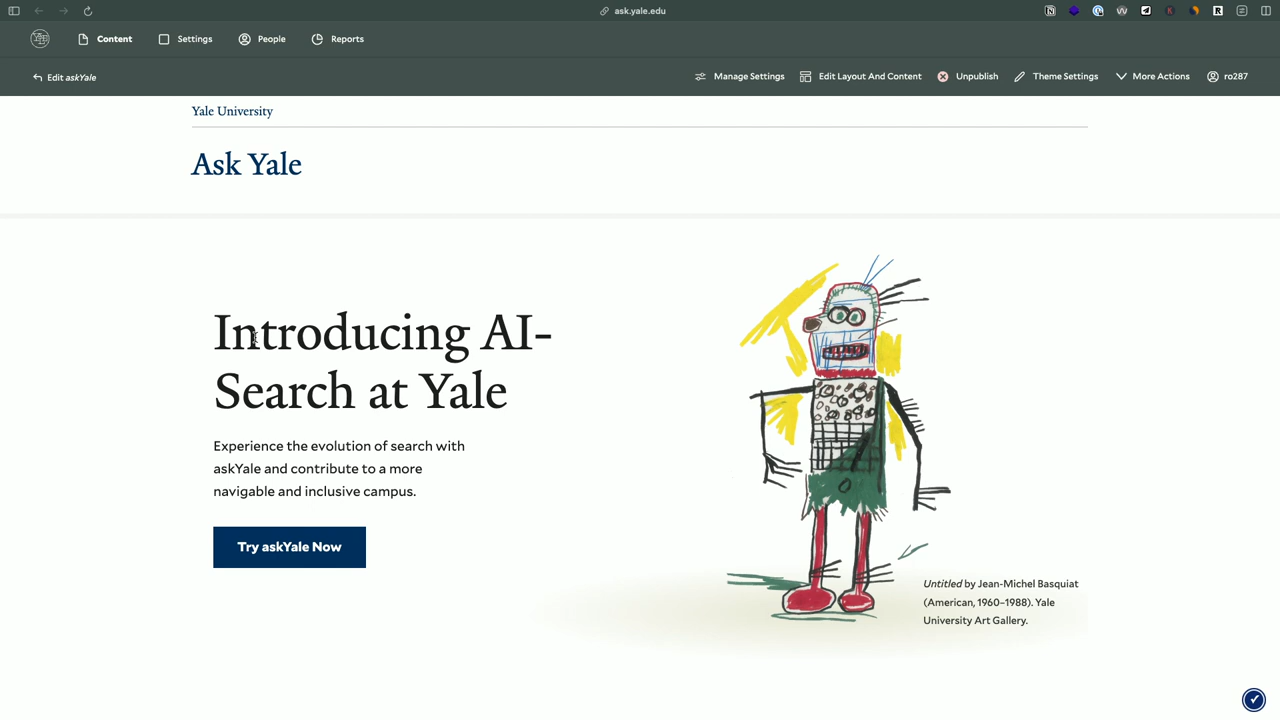 ask.yale.edu
Content
Settings
People
Reports
Edit askYale
Manage Settings
Edit Layout And Content
Unpublish
Theme Settings
More Actions
ro287
Yale University
Ask Yale
Introducing AI-
Search at Yale
Experience the evolution of search with
askYale and contribute to a more
navigable and inclusive campus.
Try askYale Now
Untitled by Jean-Michel Basquiat
(American, 1960–1988). Yale
University Art Gallery.